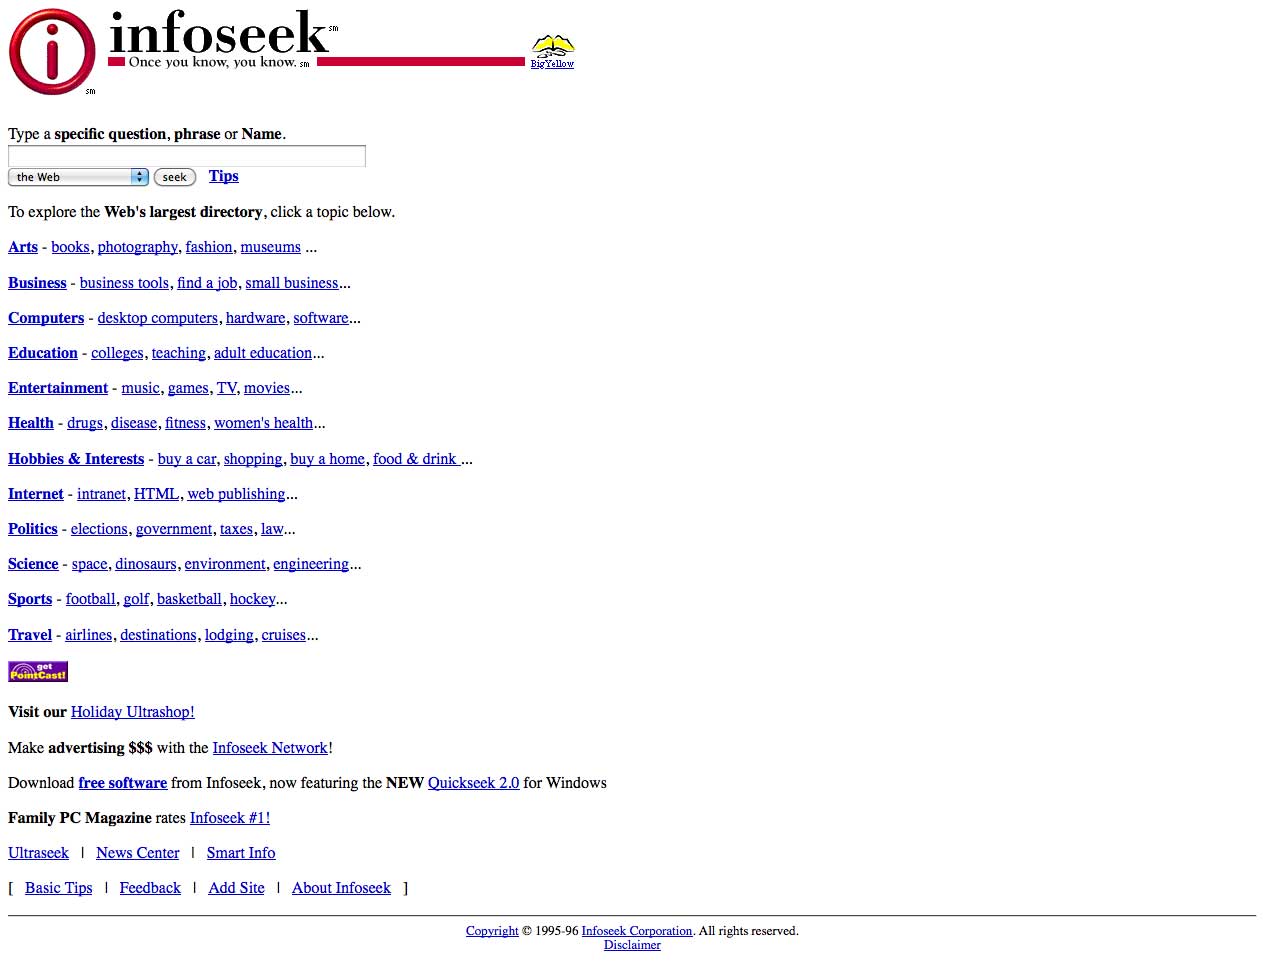 infoseek sm
Once you know, you know. sm
BigYellow
sm
Type a specific question, phrase or Name.
the Web seek Tips
To explore the Web's largest directory, click a topic below.
Arts - books, photography, fashion, museums ...
Business - business tools, find a job, small business...
Computers - desktop computers, hardware, software...
Education - colleges, teaching, adult education...
Entertainment - music, games, TV, movies...
Health - drugs, disease, fitness, women's health...
Hobbies & Interests - buy a car, shopping, buy a home, food & drink ...
Internet - intranet, HTML, web publishing...
Politics - elections, government, taxes, law...
Science - space, dinosaurs, environment, engineering...
Sports - football, golf, basketball, hockey...
Travel - airlines, destinations, lodging, cruises...
get
PointCast!
Visit our Holiday Ultrashop!
Make advertising $$$ with the Infoseek Network!
Download free software from Infoseek, now featuring the NEW Quickseek 2.0 for Windows
Family PC Magazine rates Infoseek #1!
Ultraseek | News Center | Smart Info
[ Basic Tips | Feedback | Add Site | About Infoseek ]
Copyright © 1995-96 Infoseek Corporation. All rights reserved.
Disclaimer